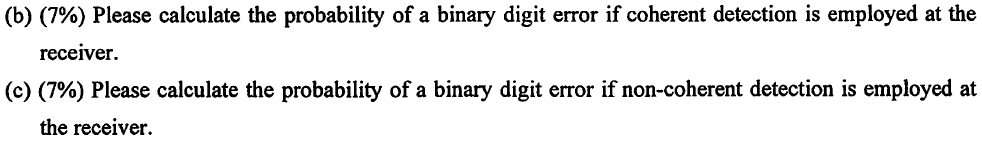 (b) (7%) Please calculate the probability of a binary digit error if coherent detection is employed at the
receiver.
(c) (7%) Please calculate the probability of a binary digit error if non-coherent detection is employed at
the receiver.